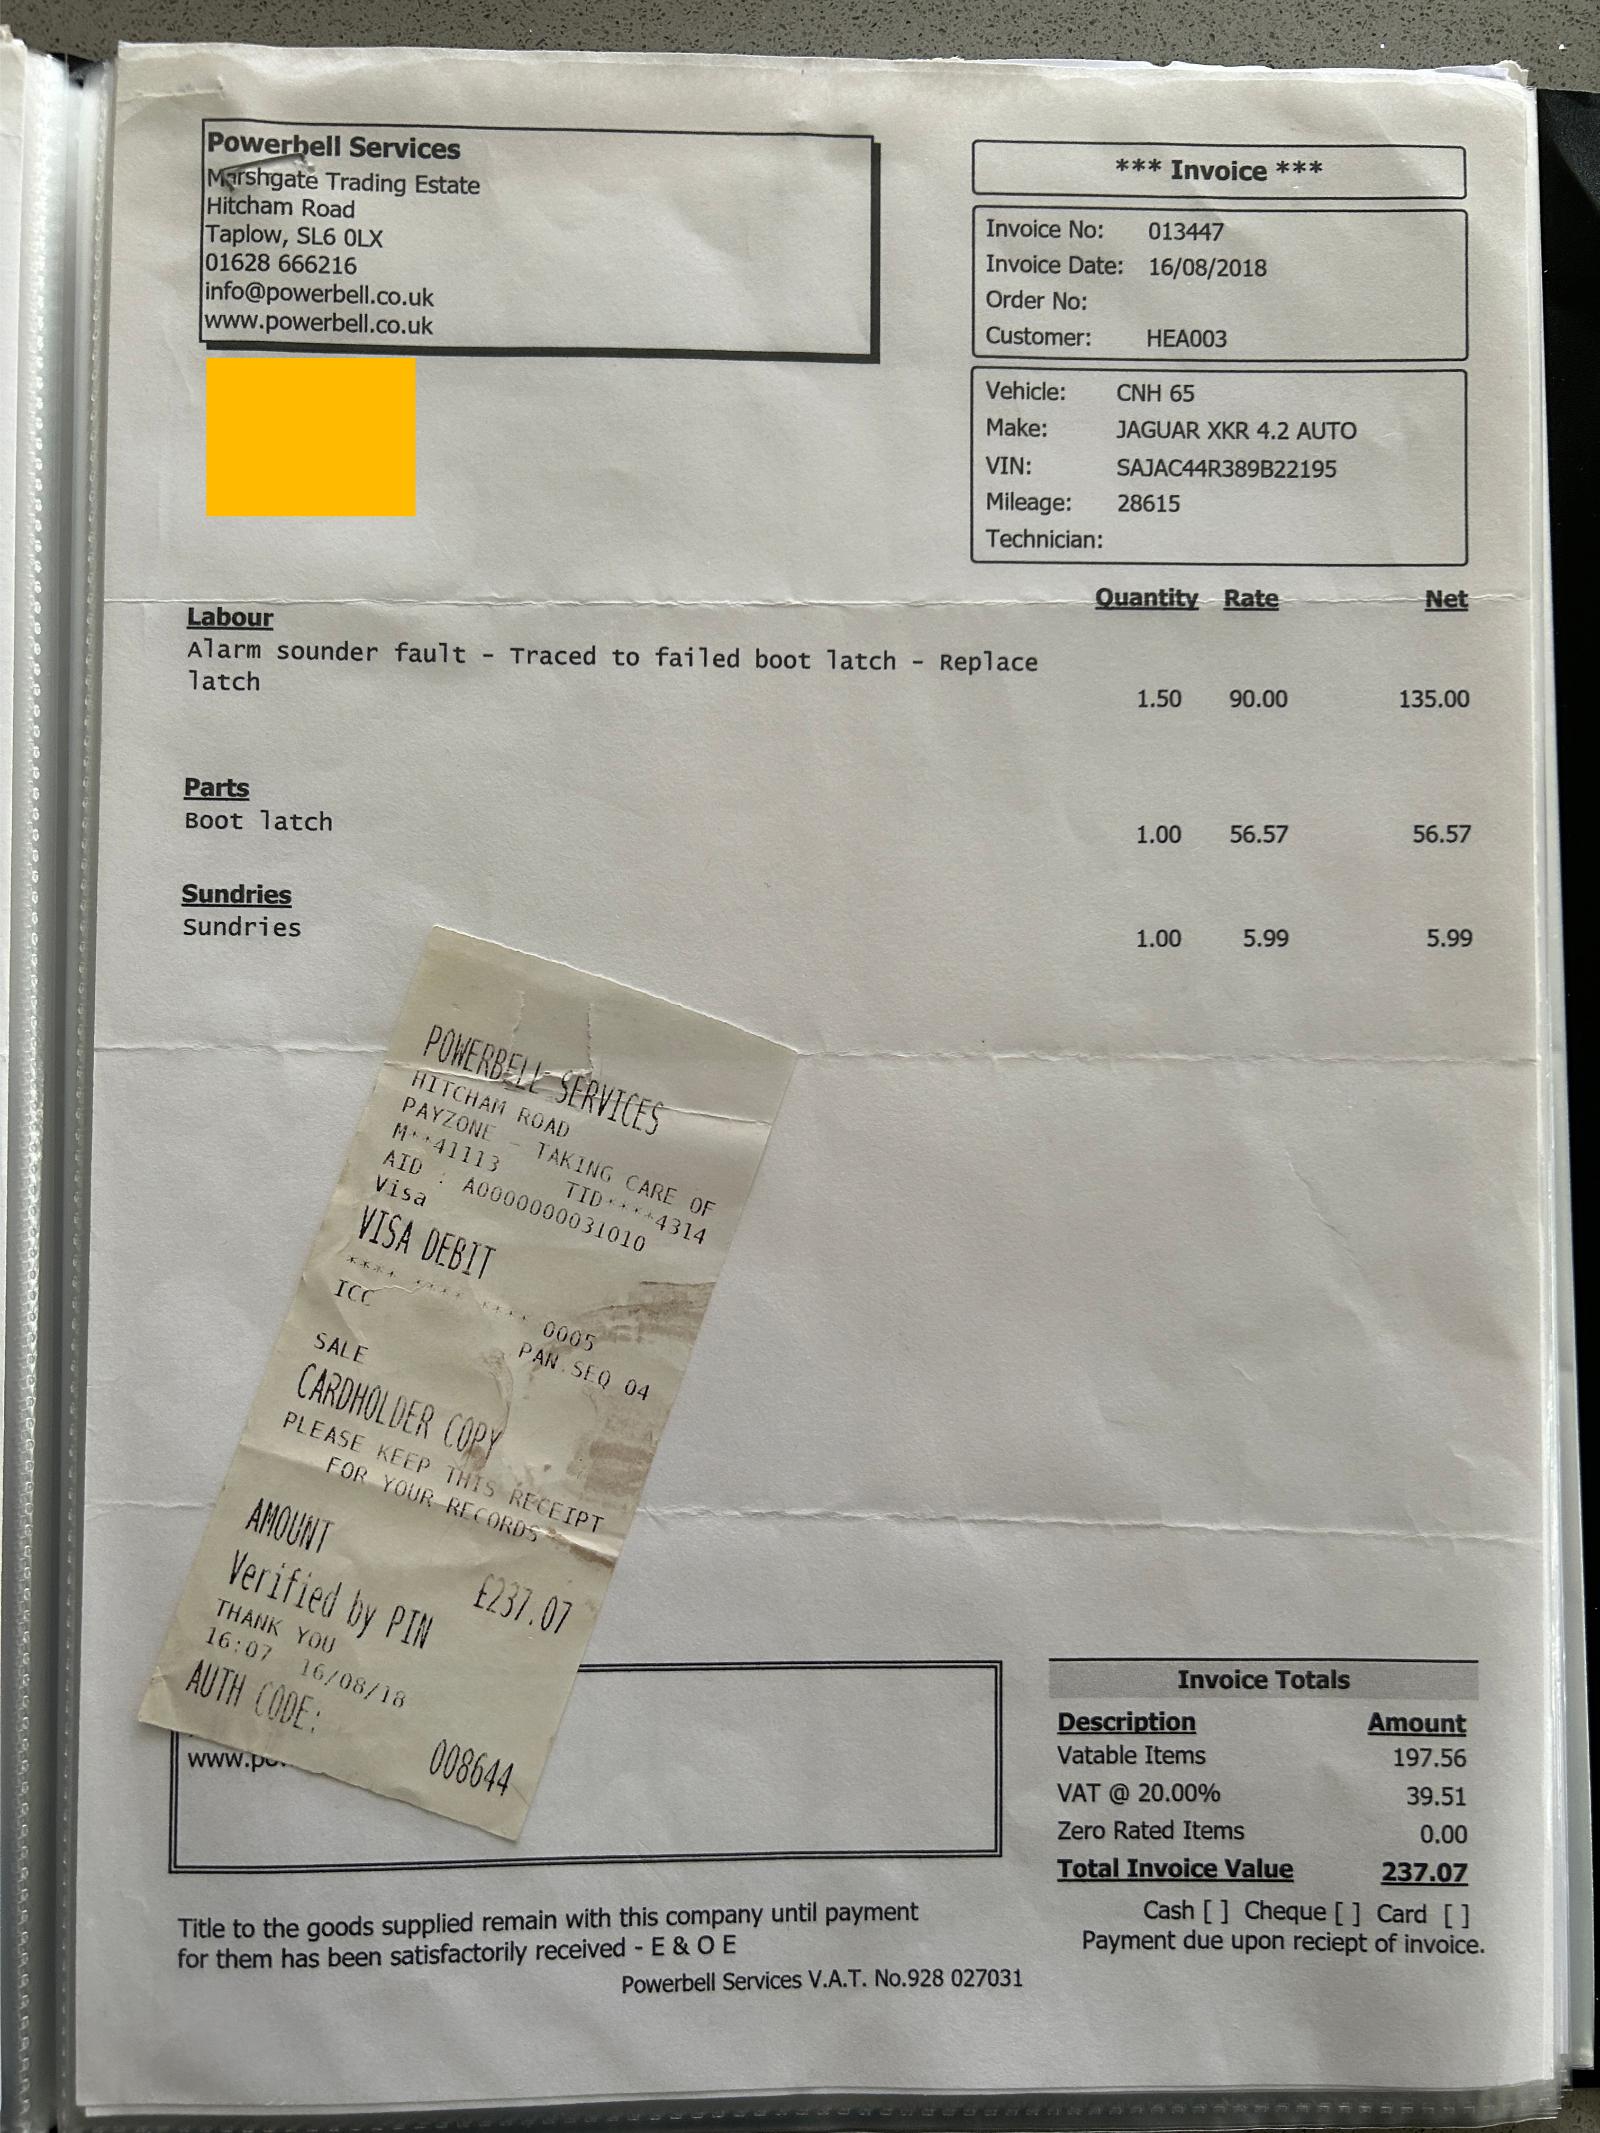 Powerbell Services
Marshgate Trading Estate
Hitcham Road
Taplow, SL6 0LX
01628 666216
info@powerbell.co.uk
www.powerbell.co.uk
*** Invoice ***
Invoice No: 013447
Invoice Date: 16/08/2018
Order No:
Customer: HEA003
Vehicle: CNH 65
Make: JAGUAR XKR 4.2 AUTO
VIN: SAJAC44R389B22195
Mileage: 28615
Technician:
Quantity Rate Net
Labour
Alarm sounder fault - Traced to failed boot latch - Replace
latch
1.50 90.00 135.00
Parts
Boot latch
1.00 56.57 56.57
Sundries
Sundries
1.00 5.99 5.99
POWERBELL SERVICES
HITCHAM ROAD
PAYZONE - TAKING CARE OF
M**41113 TID****4314
AID : A0000000031010
Visa
VISA DEBIT
**** **** **** 0005
ICC PAN.SEQ 04
SALE
CARDHOLDER COPY
PLEASE KEEP THIS RECEIPT
FOR YOUR RECORDS
AMOUNT £237.07
Verified by PIN
THANK YOU
16:07 16/08/18
AUTH CODE:
008644
www.po
Invoice Totals
Description Amount
Vatable Items 197.56
VAT @ 20.00% 39.51
Zero Rated Items 0.00
Total Invoice Value 237.07
Cash [ ] Cheque [ ] Card [ ]
Payment due upon reciept of invoice.
Title to the goods supplied remain with this company until payment
for them has been satisfactorily received - E & O E
Powerbell Services V.A.T. No.928 027031